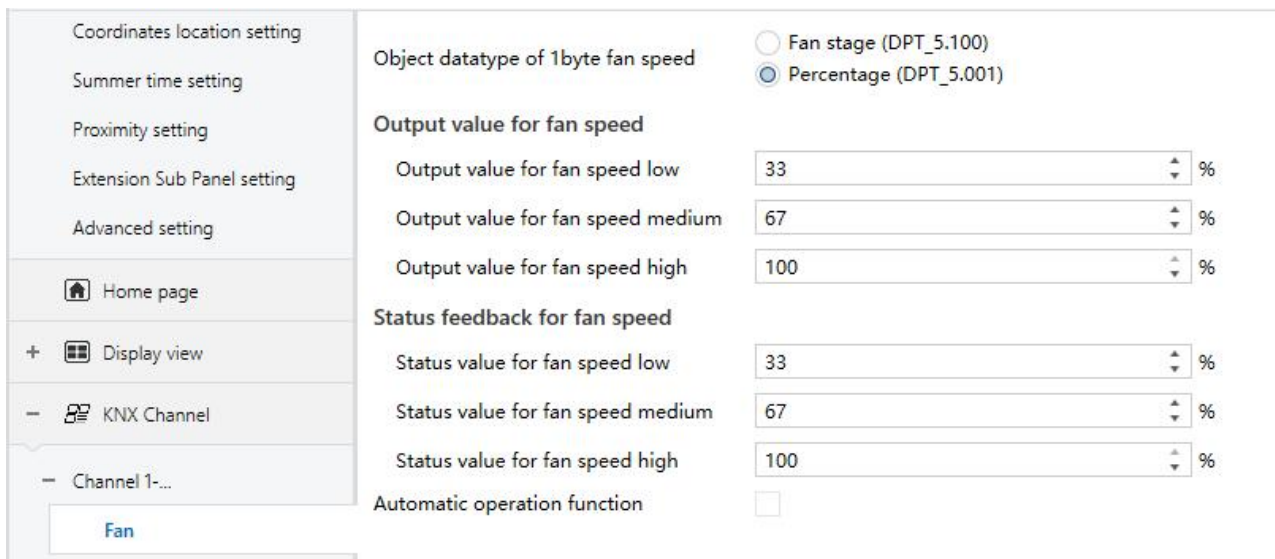 Coordinates location setting
Summer time setting
Proximity setting
Extension Sub Panel setting
Advanced setting
Home page
+ Display view
− KNX Channel
− Channel 1-...
Fan
Object datatype of 1byte fan speed
Fan stage (DPT_5.100)
Percentage (DPT_5.001)
Output value for fan speed
Output value for fan speed low 33 %
Output value for fan speed medium 67 %
Output value for fan speed high 100 %
Status feedback for fan speed
Status value for fan speed low 33 %
Status value for fan speed medium 67 %
Status value for fan speed high 100 %
Automatic operation function